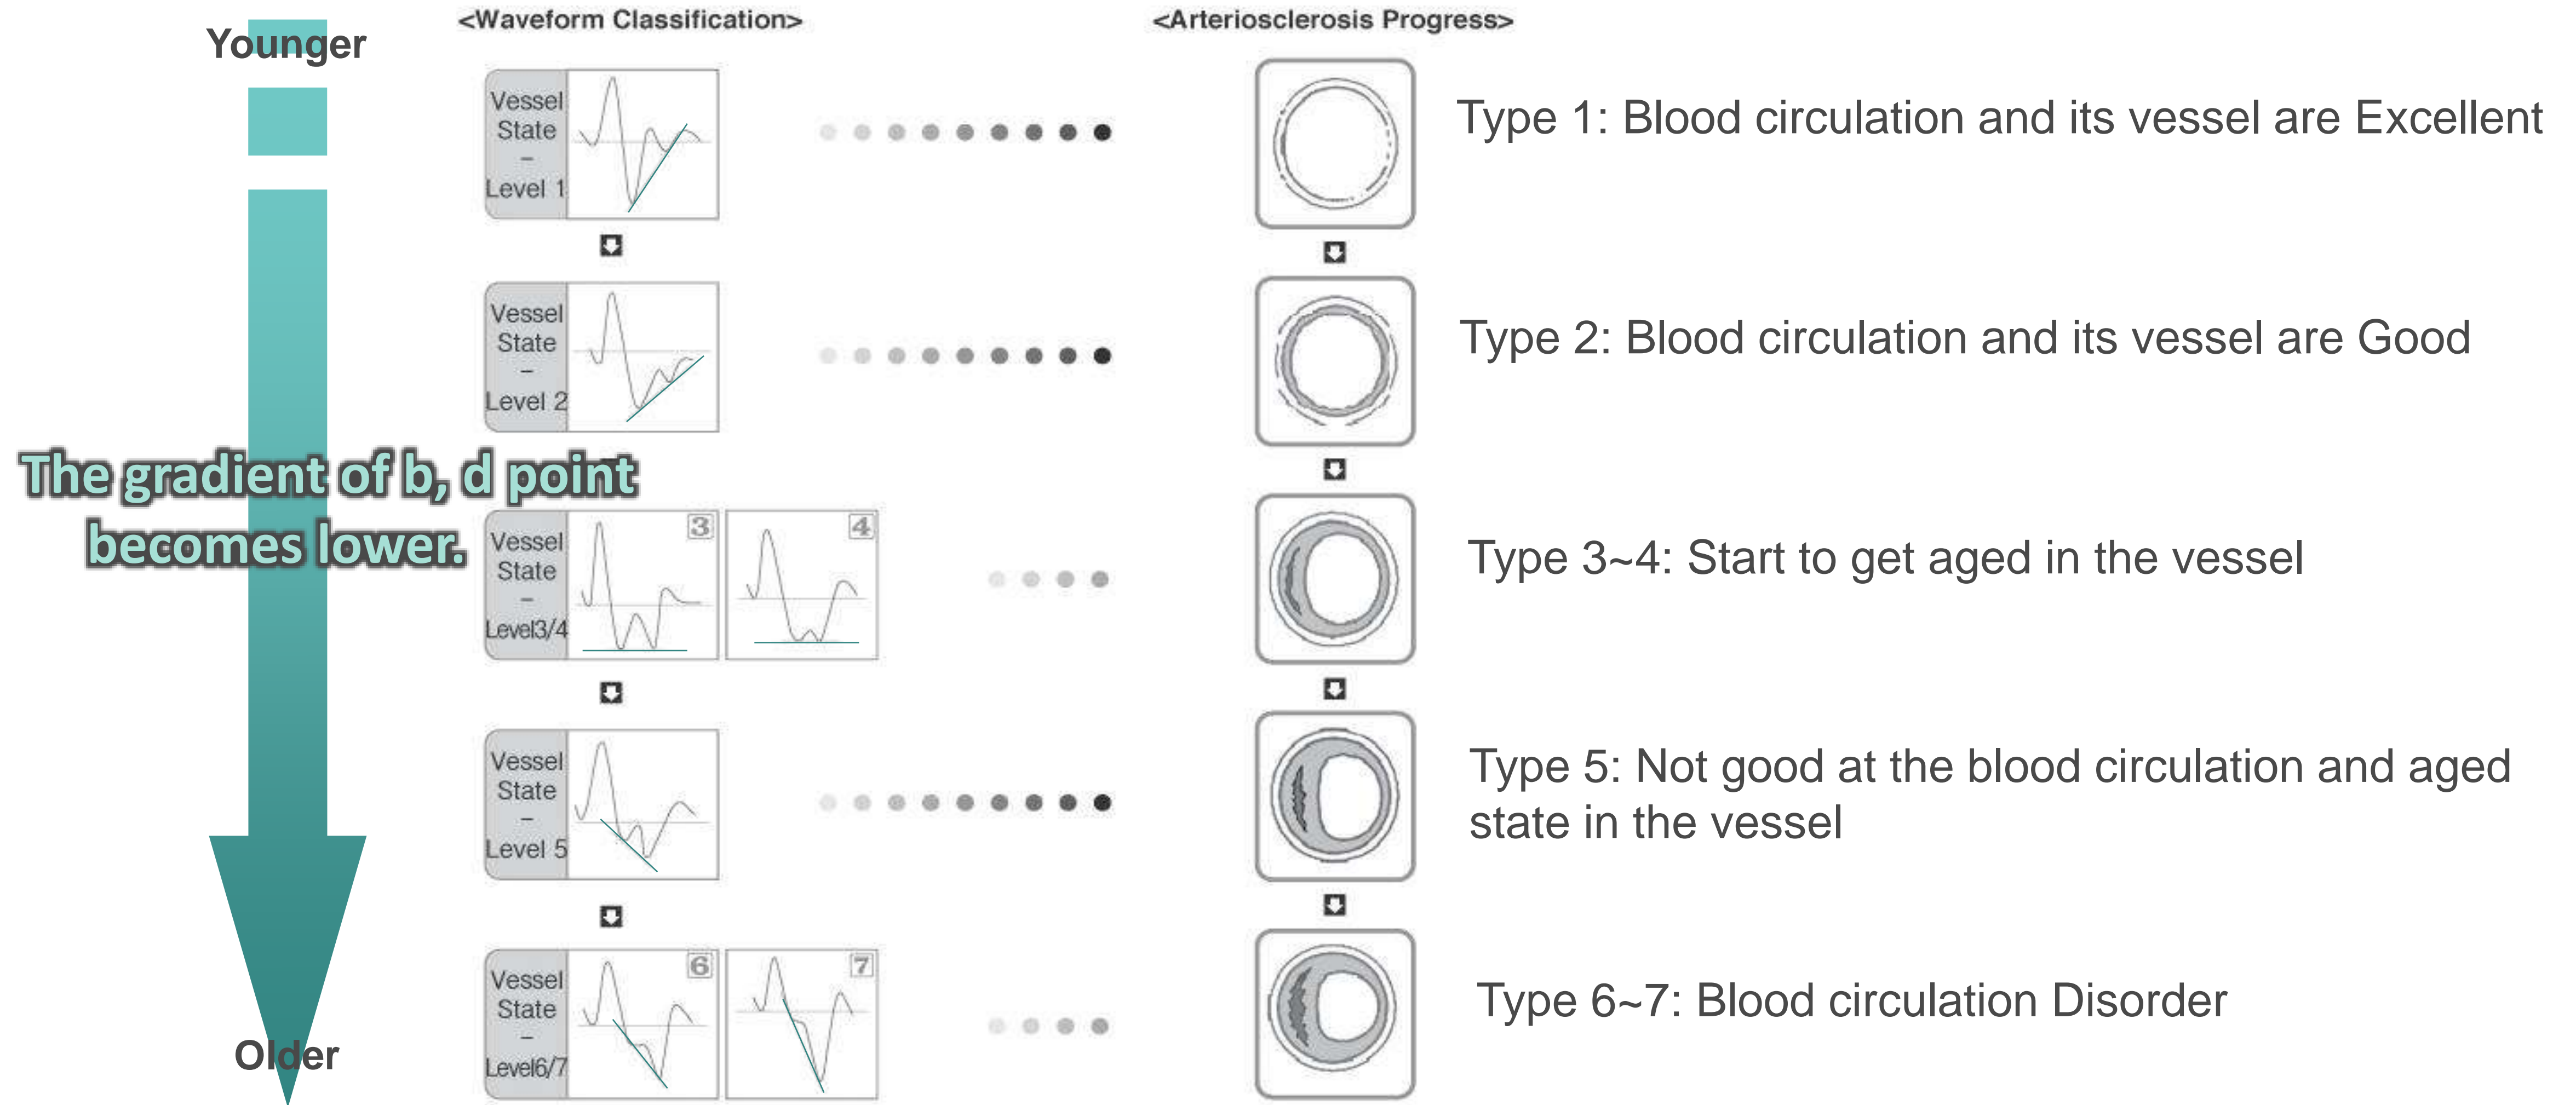 <Waveform Classification>
<Arteriosclerosis Progress>
Younger
Vessel
State
–
Level 1
Type 1: Blood circulation and its vessel are Excellent
Vessel
State
–
Level 2
Type 2: Blood circulation and its vessel are Good
The gradient of b, d point
becomes lower.
Vessel
State
–
Level3/4
3
4
Type 3~4: Start to get aged in the vessel
Vessel
State
–
Level 5
Type 5: Not good at the blood circulation and aged
state in the vessel
Vessel
State
–
Level6/7
6
7
Type 6~7: Blood circulation Disorder
Older